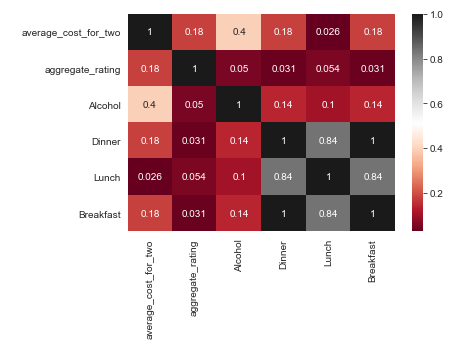 average_cost_for_two 1 0.18 0.4 0.18 0.026 0.18
aggregate_rating 0.18 1 0.05 0.031 0.054 0.031
Alcohol 0.4 0.05 1 0.14 0.1 0.14
Dinner 0.18 0.031 0.14 1 0.84 1
Lunch 0.026 0.054 0.1 0.84 1 0.84
Breakfast 0.18 0.031 0.14 1 0.84 1
average_cost_for_two
aggregate_rating
Alcohol
Dinner
Lunch
Breakfast
1.0
0.8
0.6
0.4
0.2